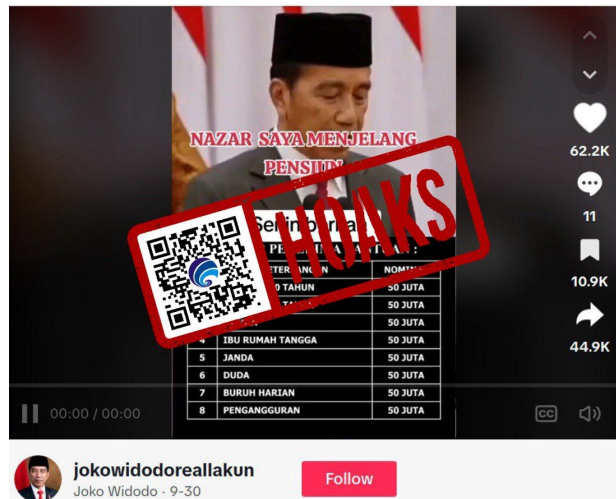 NAZAR SAYA MENJELANG
PENSIUN
HOAKS
NOMINAL
TAHUN
50 JUTA
50 JUTA
50 JUTA
4 IBU RUMAH TANGGA 50 JUTA
5 JANDA 50 JUTA
6 DUDA 50 JUTA
7 BURUH HARIAN 50 JUTA
8 PENGANGGURAN 50 JUTA
62.2K
11
10.9K
44.9K
00:00 / 00:00
CC
jokowidodoreallakun
Joko Widodo · 9-30
Follow